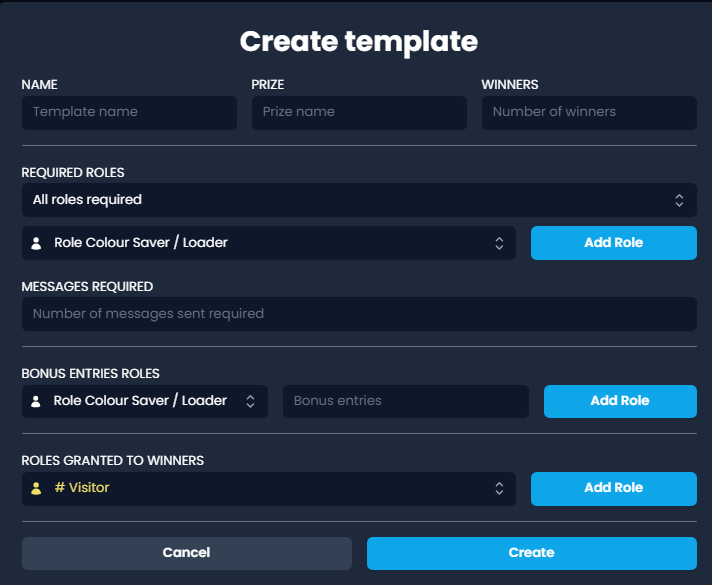 Create template
NAME PRIZE WINNERS
Template name Prize name Number of winners
REQUIRED ROLES
All roles required
Role Colour Saver / Loader Add Role
MESSAGES REQUIRED
Number of messages sent required
BONUS ENTRIES ROLES
Role Colour Saver / Loader Bonus entries Add Role
ROLES GRANTED TO WINNERS
# Visitor Add Role
Cancel Create